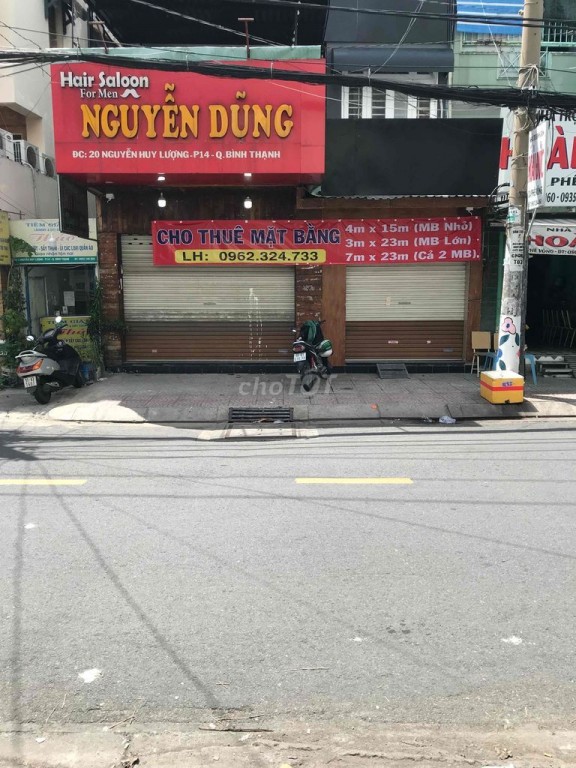 Hair Saloon
For Men
NGUYỄN DŨNG
ĐC: 20 NGUYỄN HUY LƯỢNG-P14 - Q.BÌNH THẠNH
CHO THUÊ MẶT BẰNG
LH: 0962.324.733
4m x 15m (MB Nhỏ)
3m x 23m (MB Lớn)
7m x 23m (Cả 2 MB).
choTỐT